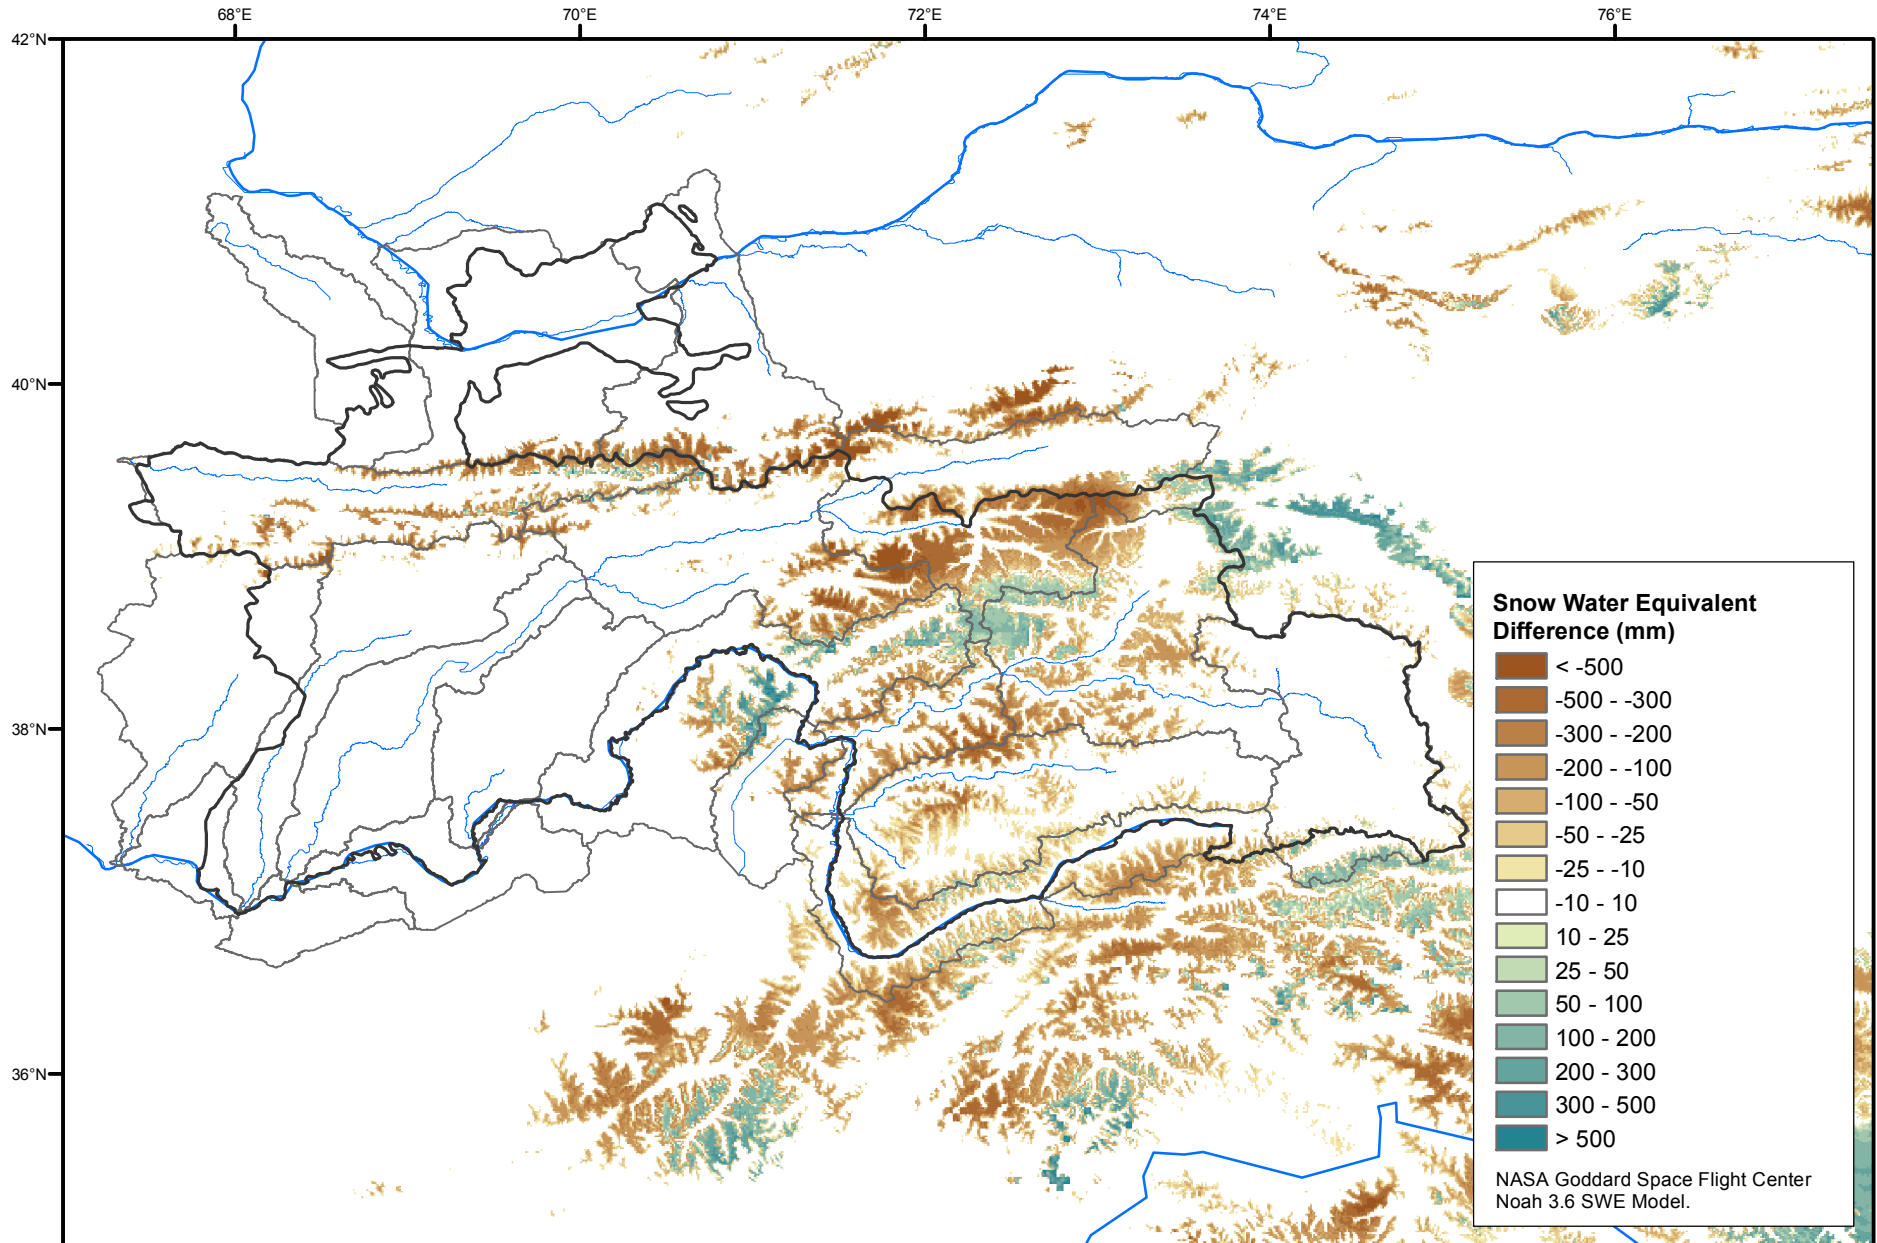 68°E
70°E
72°E
74°E
76°E
42°N
40°N
38°N
36°N
Snow Water Equivalent
Difference (mm)
< -500
-500 - -300
-300 - -200
-200 - -100
-100 - -50
-50 - -25
-25 - -10
-10 - 10
10 - 25
25 - 50
50 - 100
100 - 200
200 - 300
300 - 500
> 500
NASA Goddard Space Flight Center
Noah 3.6 SWE Model.